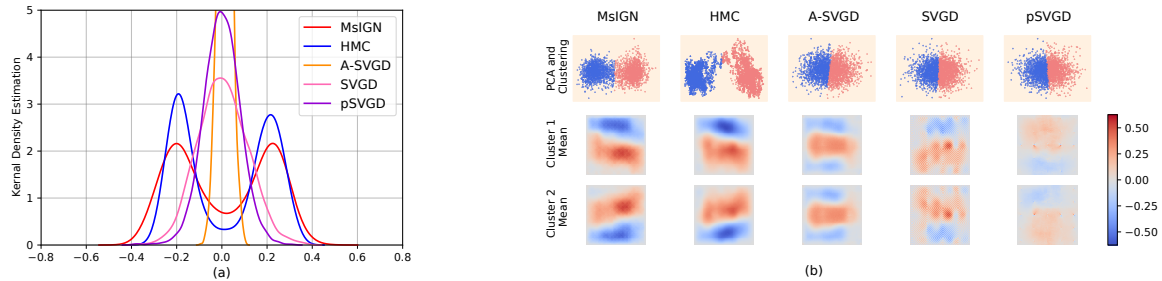 Kernal Density Estimation
5
4
3
2
1
0
−0.8 −0.6 −0.4 −0.2 0.0 0.2 0.4 0.6 0.8
(a)
MsIGN
HMC
A-SVGD
SVGD
pSVGD
MsIGN HMC A-SVGD SVGD pSVGD
PCA and
Clustering
Cluster 1
Mean
Cluster 2
Mean
0.50
0.25
0.00
−0.25
−0.50
(b)